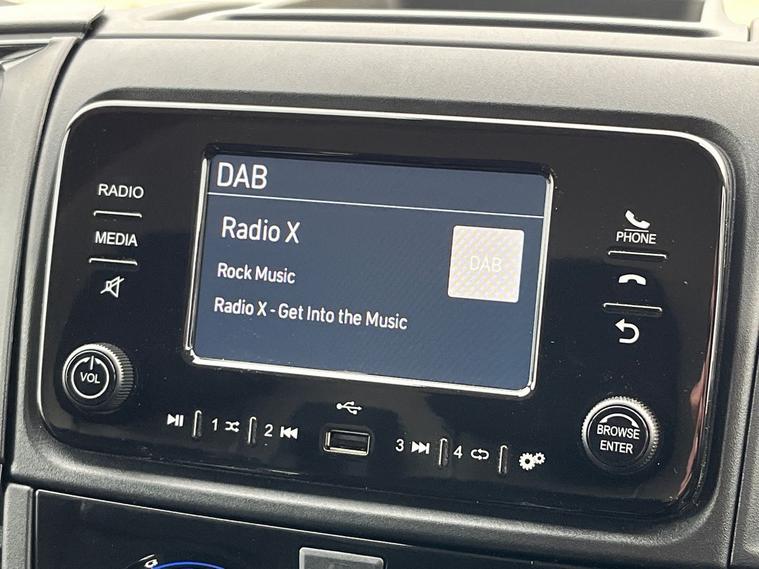 DAB
Radio X
Rock Music
Radio X - Get Into the Music
DAB
RADIO
MEDIA
VOL
PHONE
BROWSE
ENTER
1
2
3
4